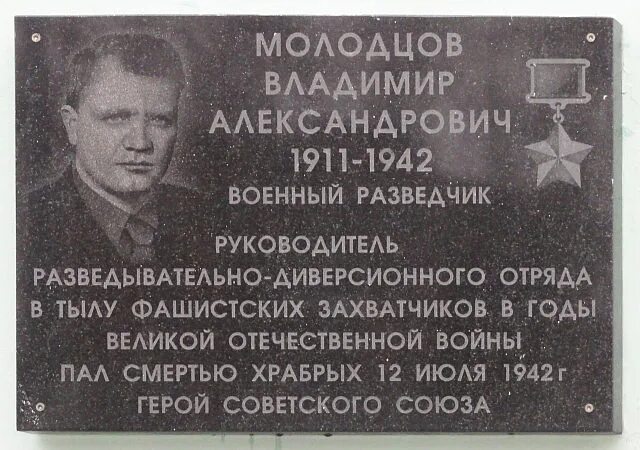 МОЛОДЦОВ
ВЛАДИМИР
АЛЕКСАНДРОВИЧ
1911-1942
ВОЕННЫЙ РАЗВЕДЧИК
РУКОВОДИТЕЛЬ
РАЗВЕДЫВАТЕЛЬНО-ДИВЕРСИОННОГО ОТРЯДА
В ТЫЛУ ФАШИСТСКИХ ЗАХВАТЧИКОВ В ГОДЫ
ВЕЛИКОЙ ОТЕЧЕСТВЕННОЙ ВОЙНЫ
ПАЛ СМЕРТЬЮ ХРАБРЫХ 12 ИЮЛЯ 1942 г
ГЕРОЙ СОВЕТСКОГО СОЮЗА